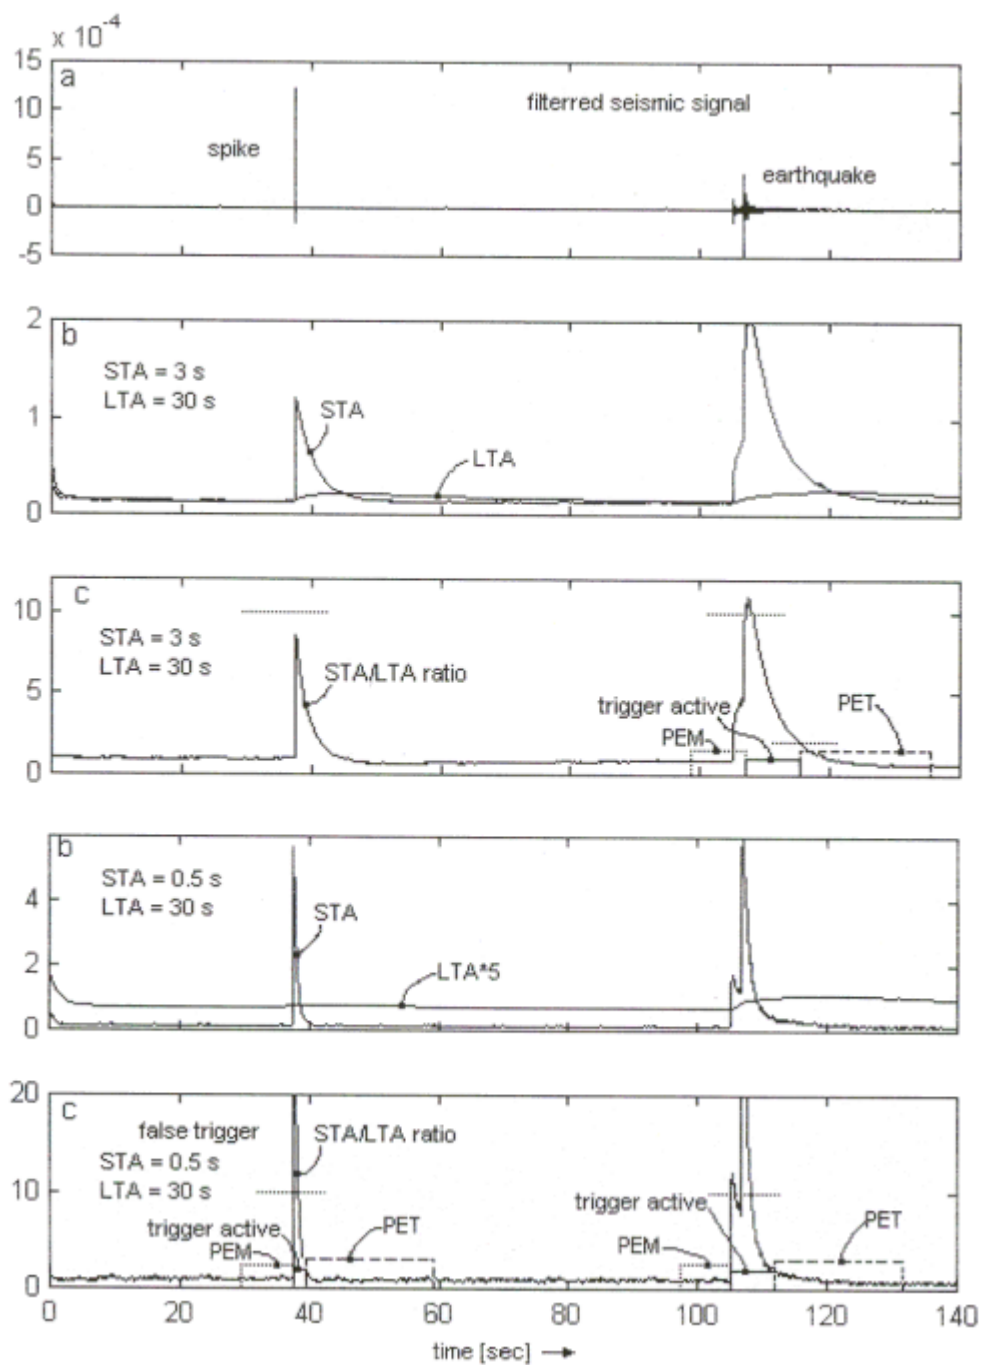 x 10⁻⁴
15
a
filterred seismic signal
10
spike
5
earthquake
0
-5
2
b
STA = 3 s
LTA = 30 s
STA
1
LTA
0
C
10
STA = 3 s
LTA = 30 s
STA/LTA ratio
5
trigger active
PET
PEM
0
b
STA = 0.5 s
LTA = 30 s
4
STA
2
LTA*5
0
20
C
false trigger
STA/LTA ratio
STA = 0.5 s
LTA = 30 s
10
trigger active
trigger active
PET
PET
PEM
PEM
0
0 20 40 60 80 100 120 140
time [sec] →